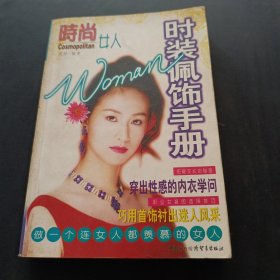 時尚
女人
Cosmopolitan
Woman
时装佩饰手册
穿出性感的内衣学问
巧用首饰衬出迷人风采
做一个连女人都羡慕的女人